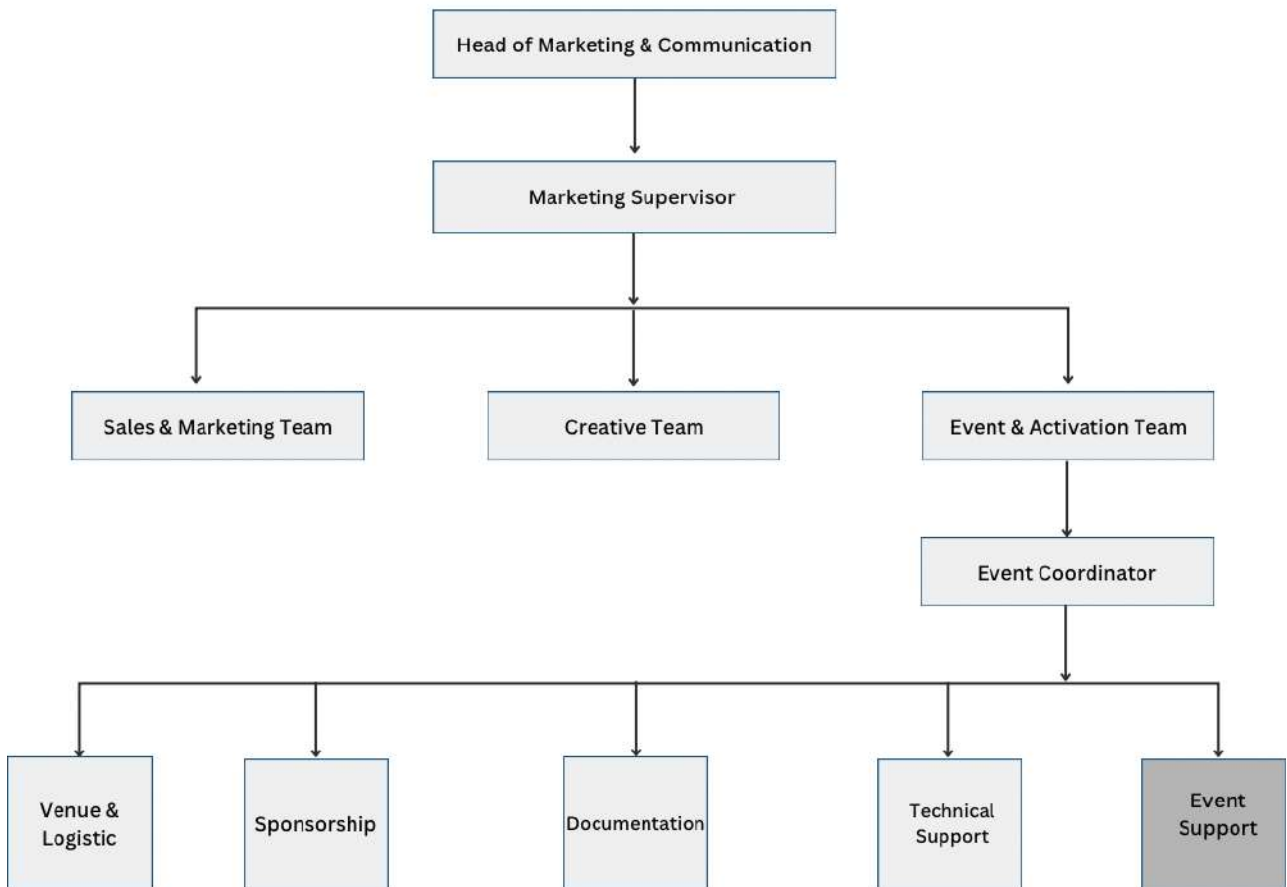 Head of Marketing & Communication
Marketing Supervisor
Sales & Marketing Team
Creative Team
Event & Activation Team
Event Coordinator
Venue &
Logistic
Sponsorship
Documentation
Technical
Support
Event
Support